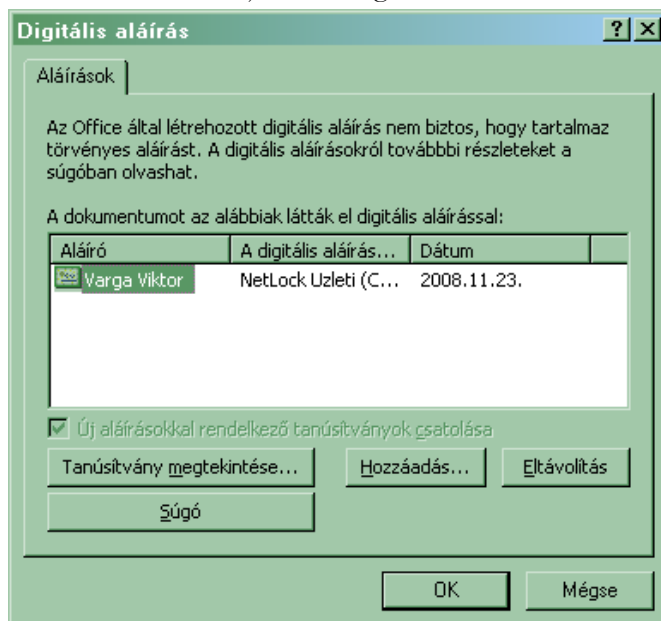 Digitális aláírás
Aláírások
Az Office által létrehozott digitális aláírás nem biztos, hogy tartalmaz
törvényes aláírást. A digitális aláírásokról továbbbi részleteket a
súgóban olvashat.
A dokumentumot az alábbiak látták el digitális aláírással:
Aláíró A digitális aláírás... Dátum
Varga Viktor NetLock Uzleti (C... 2008.11.23.
Új aláírásokkal rendelkező tanúsítványok csatolása
Tanúsítvány megtekintése... Hozzáadás... Eltávolítás
Súgó
OK Mégse